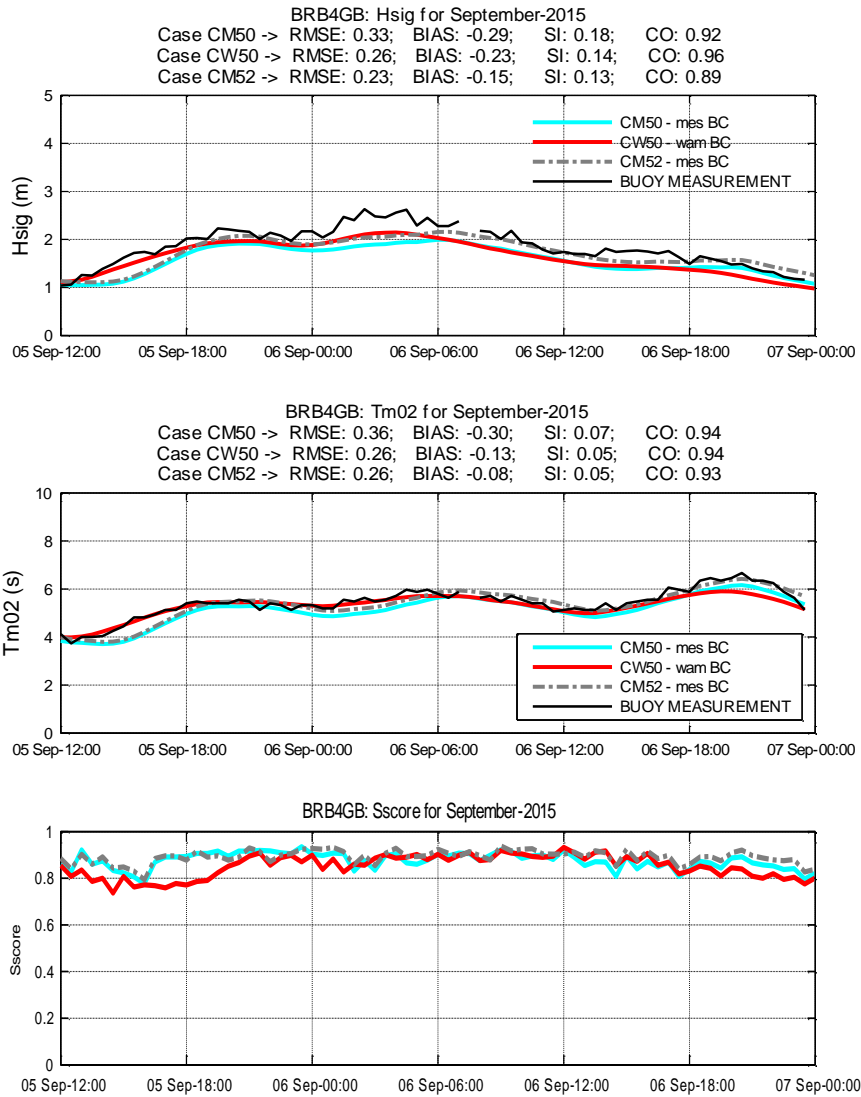 BRB4GB: Hsig for September-2015
Case CM50 -> RMSE: 0.33; BIAS: -0.29; SI: 0.18; CO: 0.92
Case CW50 -> RMSE: 0.26; BIAS: -0.23; SI: 0.14; CO: 0.96
Case CM52 -> RMSE: 0.23; BIAS: -0.15; SI: 0.13; CO: 0.89
5
4
3
2
1
0
Hsig (m)
CM50 - mes BC
CW50 - wam BC
CM52 - mes BC
BUOY MEASUREMENT
05 Sep-12:00 05 Sep-18:00 06 Sep-00:00 06 Sep-06:00 06 Sep-12:00 06 Sep-18:00 07 Sep-00:00
BRB4GB: Tm02 for September-2015
Case CM50 -> RMSE: 0.36; BIAS: -0.30; SI: 0.07; CO: 0.94
Case CW50 -> RMSE: 0.26; BIAS: -0.13; SI: 0.05; CO: 0.94
Case CM52 -> RMSE: 0.26; BIAS: -0.08; SI: 0.05; CO: 0.93
10
8
6
4
2
0
Tm02 (s)
CM50 - mes BC
CW50 - wam BC
CM52 - mes BC
BUOY MEASUREMENT
05 Sep-12:00 05 Sep-18:00 06 Sep-00:00 06 Sep-06:00 06 Sep-12:00 06 Sep-18:00 07 Sep-00:00
BRB4GB: Sscore for September-2015
1
0.8
0.6
0.4
0.2
0
Sscore
05 Sep-12:00 05 Sep-18:00 06 Sep-00:00 06 Sep-06:00 06 Sep-12:00 06 Sep-18:00 07 Sep-00:00